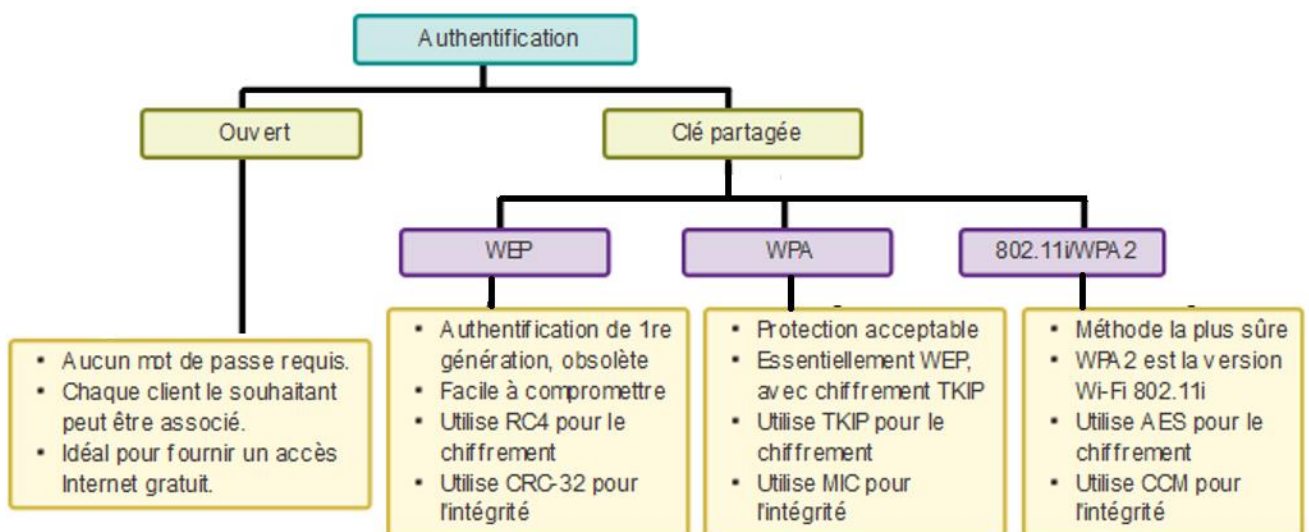 Authentification
Ouvert
Clé partagée
WEP
WPA
802.11i/WPA2
• Aucun mot de passe requis.
• Chaque client le souhaitant
peut être associé.
• Idéal pour fournir un accès
Internet gratuit.
• Authentification de 1re
génération, obsolète
• Facile à compromettre
• Utilise RC4 pour le
chiffrement
• Utilise CRC-32 pour
l'intégrité
• Protection acceptable
• Essentiellement WEP,
avec chiffrement TKIP
• Utilise TKIP pour le
chiffrement
• Utilise MIC pour
l'intégrité
• Méthode la plus sûre
• WPA2 est la version
Wi-Fi 802.11i
• Utilise AES pour le
chiffrement
• Utilise CCM pour
l'intégrité